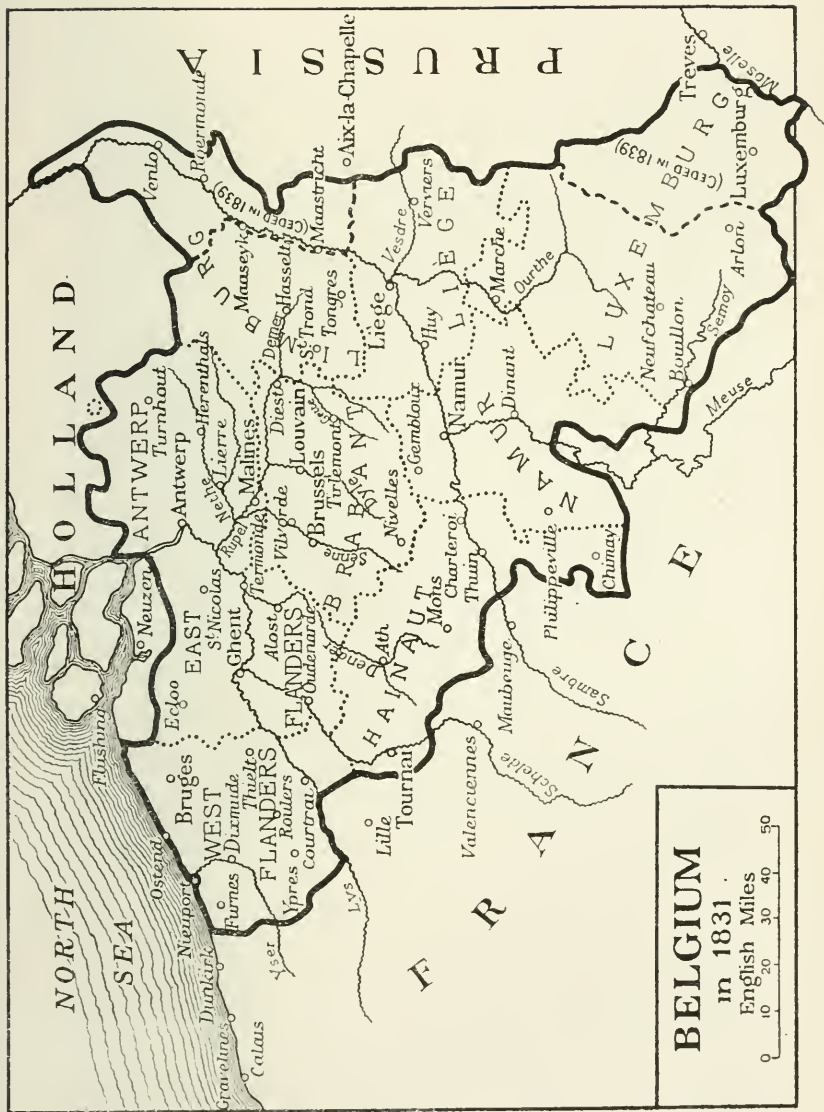 HOLLAND
PRUSSIA
NORTH
SEA
FRANCE
ANTWERP
Turnhout
Antwerp
Herenthals
Lierre
Nethe
Malines
Rupel
Termonde
Vilvorde
Brussels
Louvain
Diest
Demer
Tirlemont
Geete
Dyle
Senne
Nivelles
BRABANT
LIMBURG
Maaseyk
Hasselt
St Trond
Tongres
(CEDED IN 1839)
Venlo
Roermonde
Maastricht
Aix-la-Chapelle
LIÈGE
Liége
Verviers
Vesdre
Huy
Marche
Ourthe
LUXEMBURG
(CEDED IN 1839)
Luxemburg
Treves
Moselle
Neufchateau
Arlon
Bouillon
Semoy
Meuse
NAMUR
Namur
Dinant
Gembloux
Philippeville
Chimay
HAINAUT
Charleroi
Thuin
Mons
Ath
Dender
Tournai
Maubeuge
Sambre
Valenciennes
Schelde
Lille
Lys
EAST
FLANDERS
St Nicolas
Ghent
Ecloo
Alost
Oudenarde
Neuzen
Flushing
WEST
FLANDERS
Bruges
Ostend
Nieuport
Dixmuide
Thielt
Roulers
Courtrai
Furnes
Ypres
Yser
Dunkirk
Gravelines
Calais
BELGIUM
in 1831
English Miles
0 10 20 30 40 50